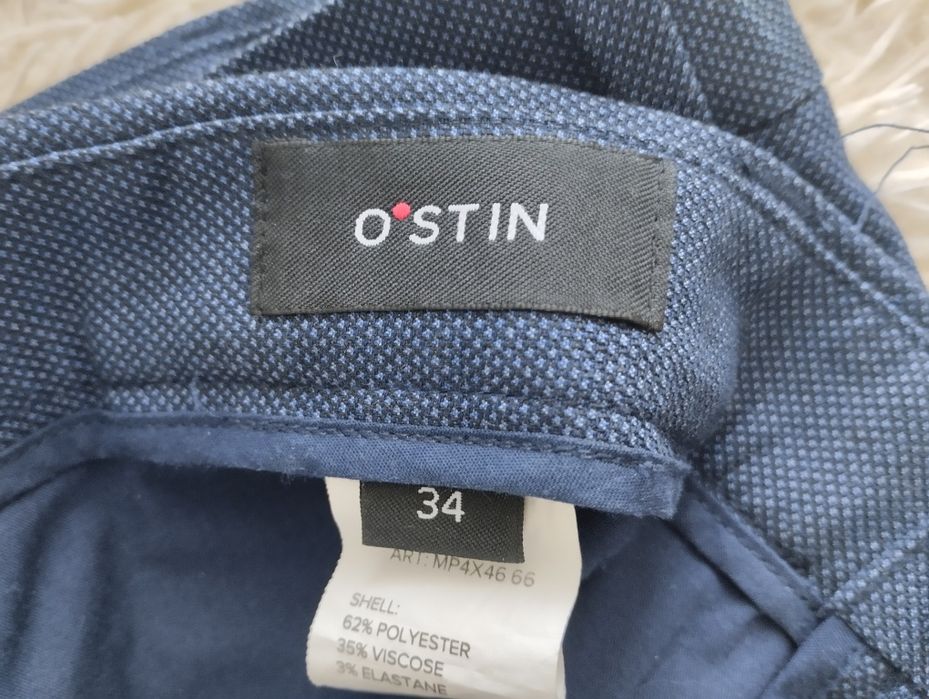 O'STIN
34
ART: MP4X46 66
SHELL:
62% POLYESTER
35% VISCOSE
3% ELASTANE